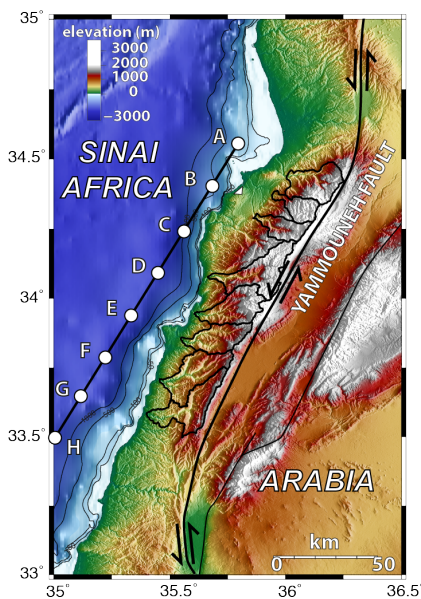 35°
elevation (m)
3000
2000
1000
0
−3000
A
34.5°
SINAI
AFRICA
B
YAMMOUNEH FAULT
C
D
34°
E
F
G
33.5°
H
ARABIA
km
0 50
33°
35° 35.5° 36° 36.5°